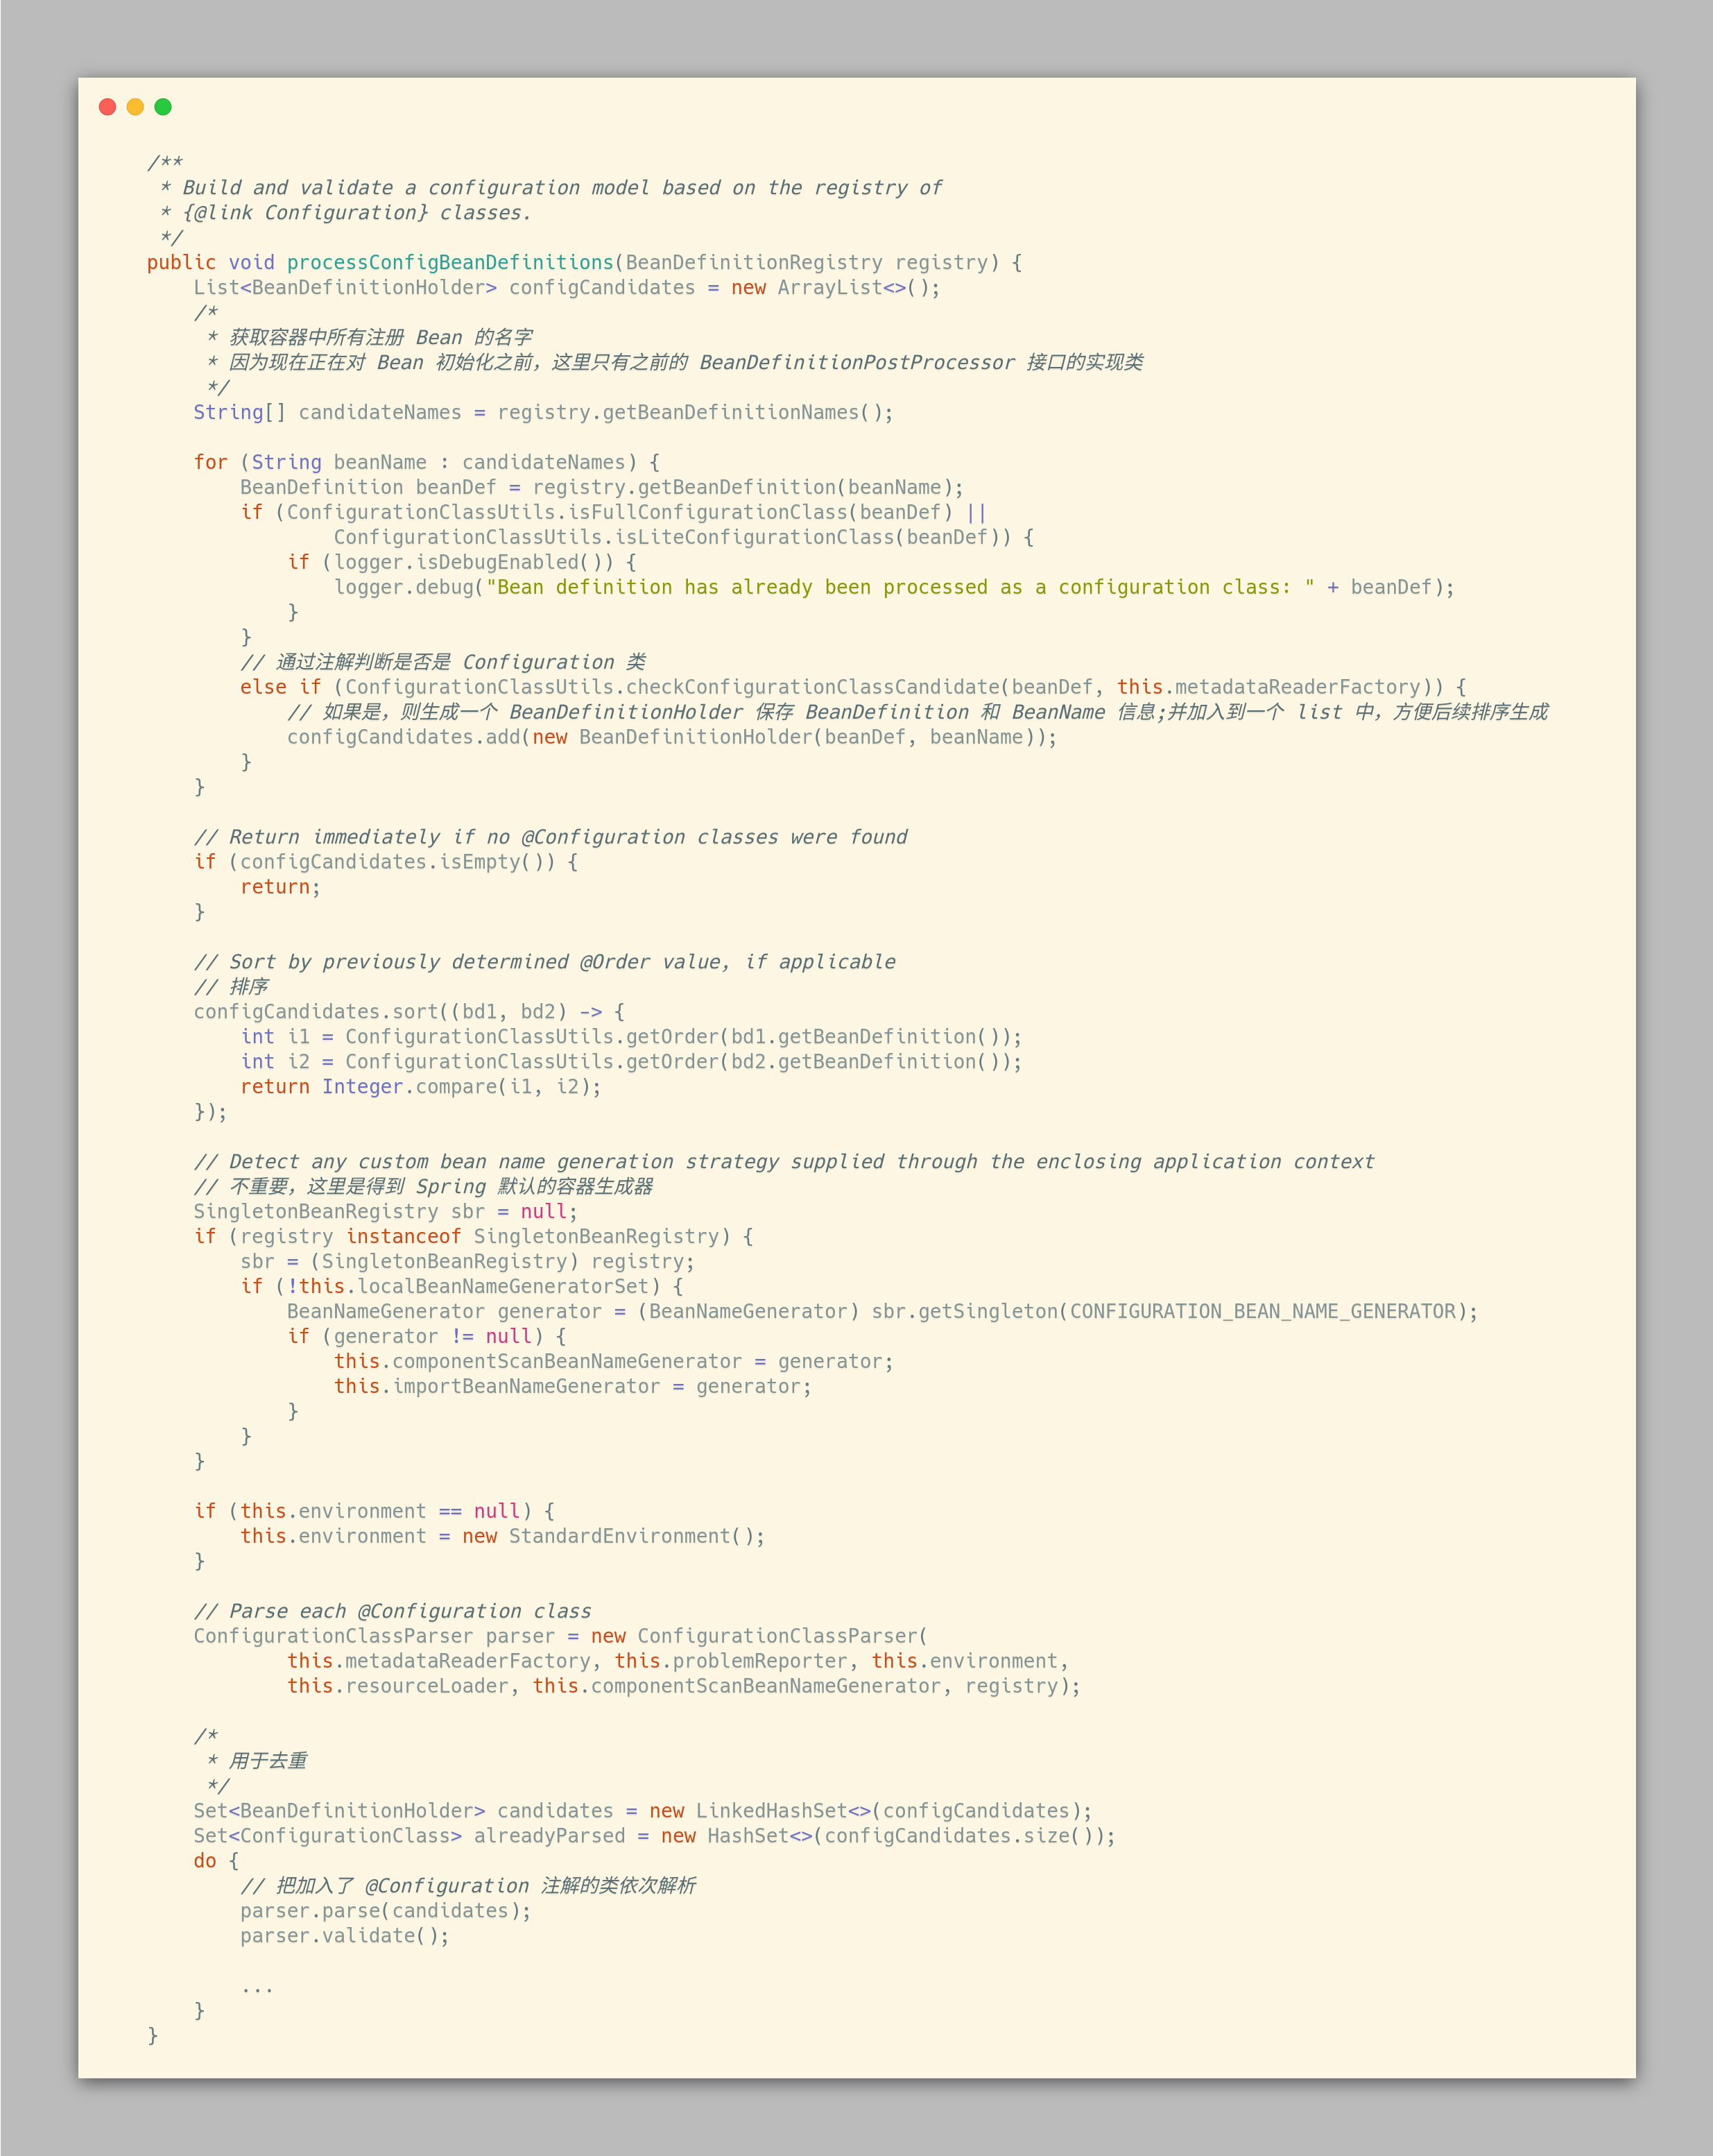 /**
 * Build and validate a configuration model based on the registry of
 * {@link Configuration} classes.
 */
public void processConfigBeanDefinitions(BeanDefinitionRegistry registry) {
    List<BeanDefinitionHolder> configCandidates = new ArrayList<>();
    /*
     * 获取容器中所有注册 Bean 的名字
     * 因为现在正在对 Bean 初始化之前，这里只有之前的 BeanDefinitionPostProcessor 接口的实现类
     */
    String[] candidateNames = registry.getBeanDefinitionNames();

    for (String beanName : candidateNames) {
        BeanDefinition beanDef = registry.getBeanDefinition(beanName);
        if (ConfigurationClassUtils.isFullConfigurationClass(beanDef) ||
                ConfigurationClassUtils.isLiteConfigurationClass(beanDef)) {
            if (logger.isDebugEnabled()) {
                logger.debug("Bean definition has already been processed as a configuration class: " + beanDef);
            }
        }
        // 通过注解判断是否是 Configuration 类
        else if (ConfigurationClassUtils.checkConfigurationClassCandidate(beanDef, this.metadataReaderFactory)) {
            // 如果是，则生成一个 BeanDefinitionHolder 保存 BeanDefinition 和 BeanName 信息;并加入到一个 list 中，方便后续排序生成
            configCandidates.add(new BeanDefinitionHolder(beanDef, beanName));
        }
    }

    // Return immediately if no @Configuration classes were found
    if (configCandidates.isEmpty()) {
        return;
    }

    // Sort by previously determined @Order value, if applicable
    // 排序
    configCandidates.sort((bd1, bd2) -> {
        int i1 = ConfigurationClassUtils.getOrder(bd1.getBeanDefinition());
        int i2 = ConfigurationClassUtils.getOrder(bd2.getBeanDefinition());
        return Integer.compare(i1, i2);
    });

    // Detect any custom bean name generation strategy supplied through the enclosing application context
    // 不重要，这里是得到 Spring 默认的容器生成器
    SingletonBeanRegistry sbr = null;
    if (registry instanceof SingletonBeanRegistry) {
        sbr = (SingletonBeanRegistry) registry;
        if (!this.localBeanNameGeneratorSet) {
            BeanNameGenerator generator = (BeanNameGenerator) sbr.getSingleton(CONFIGURATION_BEAN_NAME_GENERATOR);
            if (generator != null) {
                this.componentScanBeanNameGenerator = generator;
                this.importBeanNameGenerator = generator;
            }
        }
    }

    if (this.environment == null) {
        this.environment = new StandardEnvironment();
    }

    // Parse each @Configuration class
    ConfigurationClassParser parser = new ConfigurationClassParser(
            this.metadataReaderFactory, this.problemReporter, this.environment,
            this.resourceLoader, this.componentScanBeanNameGenerator, registry);

    /*
     * 用于去重
     */
    Set<BeanDefinitionHolder> candidates = new LinkedHashSet<>(configCandidates);
    Set<ConfigurationClass> alreadyParsed = new HashSet<>(configCandidates.size());
    do {
        // 把加入了 @Configuration 注解的类依次解析
        parser.parse(candidates);
        parser.validate();

        ...
    }
}